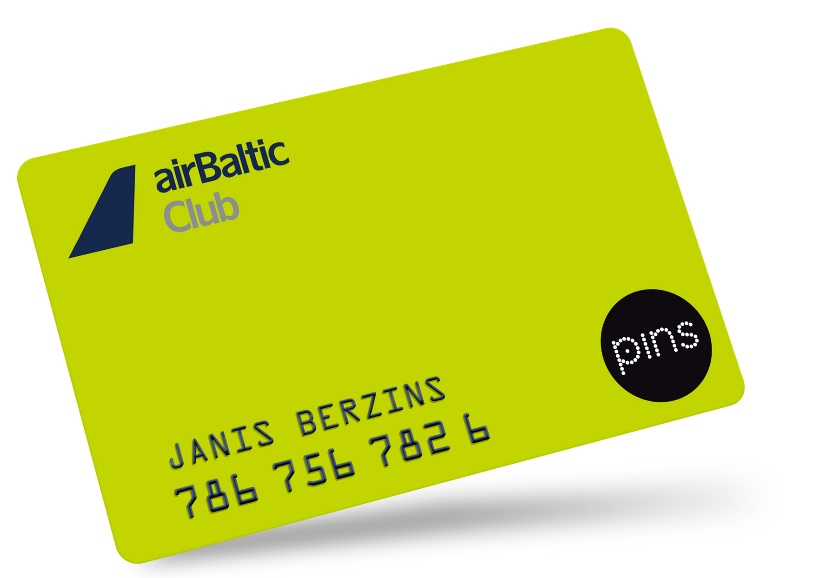 airBaltic
Club
pins
JANIS BERZINS
786 756 782 6